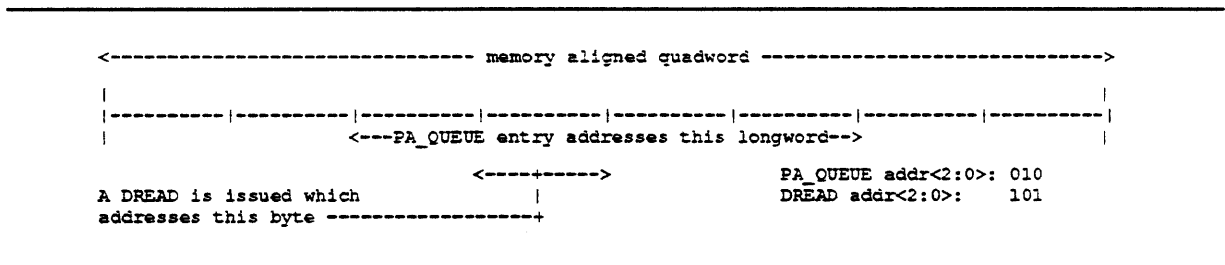 <------------------------------- memory aligned quadword ----------------------------->
|                                                                                    |
|----------|----------|----------|----------|----------|----------|----------|----------|
|                     <---PA_QUEUE entry addresses this longword-->                     |
<----+-----> PA_QUEUE addr<2:0>: 010
A DREAD is issued which | DREAD addr<2:0>: 101
addresses this byte ------------------+